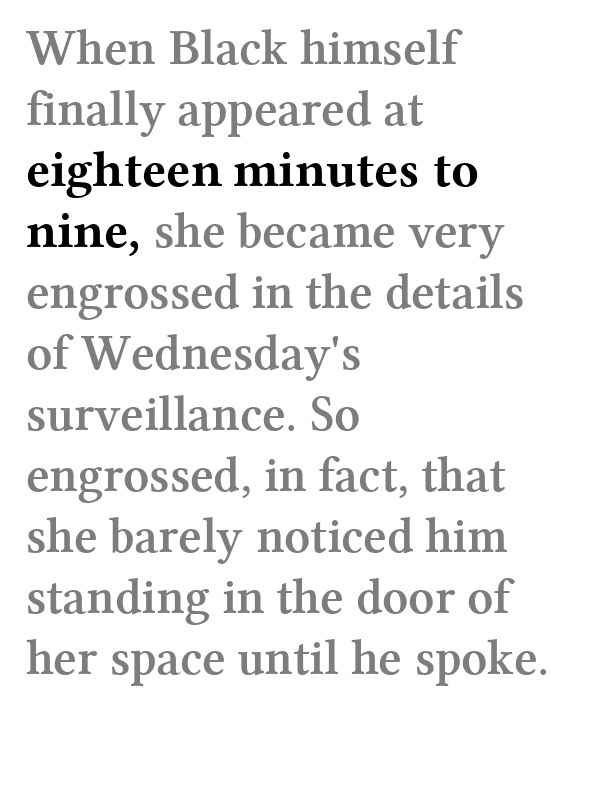 When Black himself
finally appeared at
eighteen minutes to
nine, she became very
engrossed in the details
of Wednesday's
surveillance. So
engrossed, in fact, that
she barely noticed him
standing in the door of
her space until he spoke.